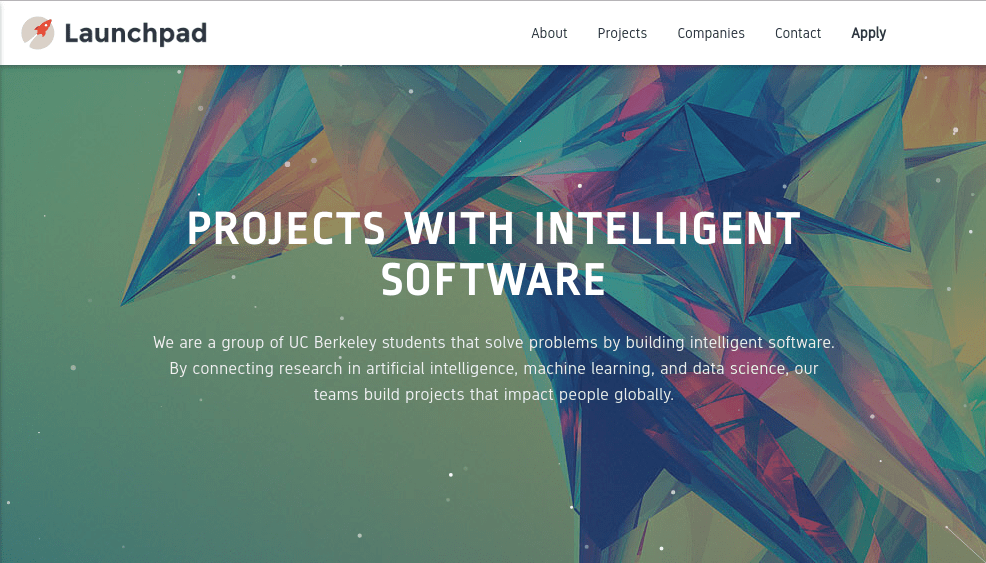 Launchpad
About Projects Companies Contact Apply
PROJECTS WITH INTELLIGENT
SOFTWARE
We are a group of UC Berkeley students that solve problems by building intelligent software.
By connecting research in artificial intelligence, machine learning, and data science, our
teams build projects that impact people globally.